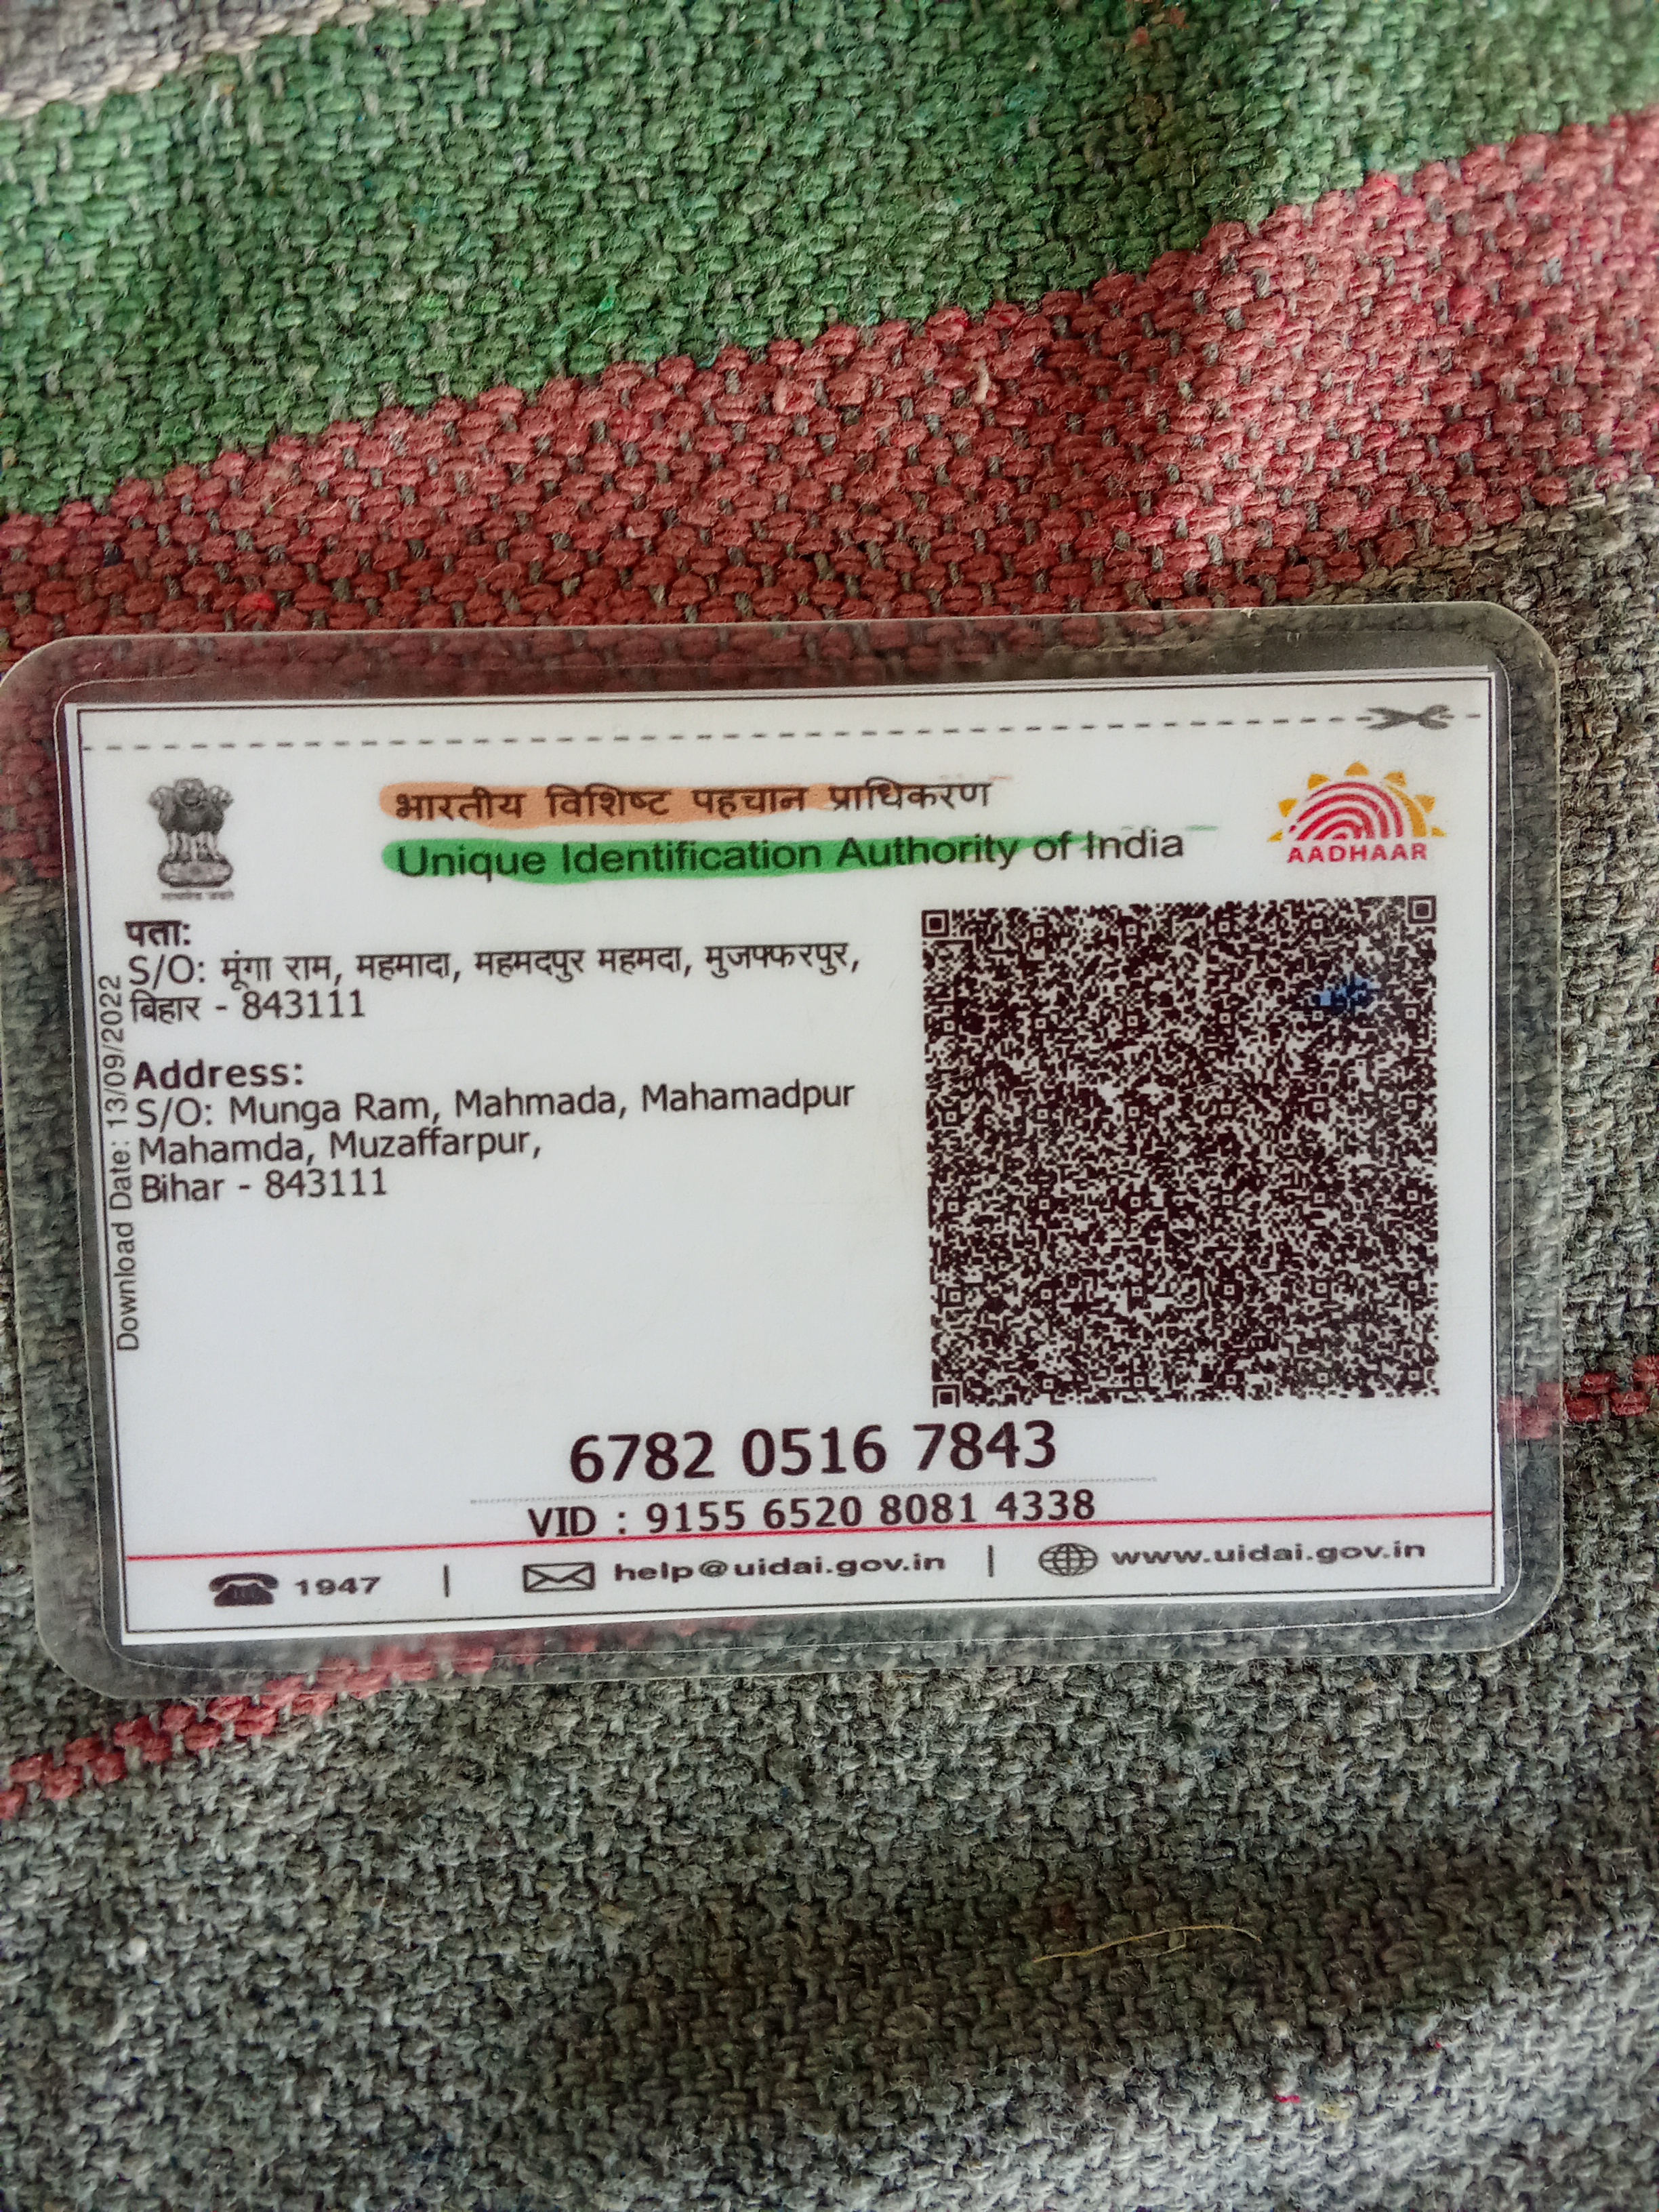 भारतीय विशिष्ट पहचान प्राधिकरण
Unique Identification Authority of India
AADHAAR
पता:
S/O: मूंगा राम, महमादा, महमदपुर महमदा, मुजफ्फरपुर,
बिहार - 843111
Address:
S/O: Munga Ram, Mahmada, Mahamadpur
Mahamda, Muzaffarpur,
Bihar - 843111
Download Date: 13/09/2022
6782 0516 7843
VID : 9155 6520 8081 4338
1947 | help@uidai.gov.in | www.uidai.gov.in